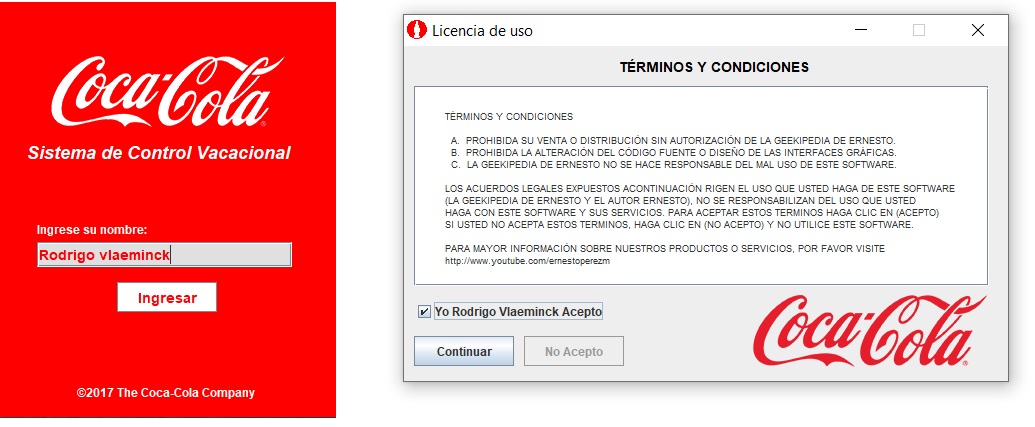 Coca-Cola
Sistema de Control Vacacional
Ingrese su nombre:
Rodrigo vlaeminck
Ingresar
©2017 The Coca-Cola Company
Licencia de uso
TÉRMINOS Y CONDICIONES
TÉRMINOS Y CONDICIONES
A. PROHIBIDA SU VENTA O DISTRIBUCIÓN SIN AUTORIZACIÓN DE LA GEEKIPEDIA DE ERNESTO.
B. PROHIBIDA LA ALTERACIÓN DEL CÓDIGO FUENTE O DISEÑO DE LAS INTERFACES GRÁFICAS.
C. LA GEEKIPEDIA DE ERNESTO NO SE HACE RESPONSABLE DEL MAL USO DE ESTE SOFTWARE.
LOS ACUERDOS LEGALES EXPUESTOS ACONTINUACIÓN RIGEN EL USO QUE USTED HAGA DE ESTE SOFTWARE
(LA GEEKIPEDIA DE ERNESTO Y EL AUTOR ERNESTO), NO SE RESPONSABILIZAN DEL USO QUE USTED
HAGA CON ESTE SOFTWARE Y SUS SERVICIOS. PARA ACEPTAR ESTOS TERMINOS HAGA CLIC EN (ACEPTO)
SI USTED NO ACEPTA ESTOS TERMINOS, HAGA CLIC EN (NO ACEPTO) Y NO UTILICE ESTE SOFTWARE.
PARA MAYOR INFORMACIÓN SOBRE NUESTROS PRODUCTOS O SERVICIOS, POR FAVOR VISITE
http://www.youtube.com/ernestoperezm
Yo Rodrigo Vlaeminck Acepto
Continuar No Acepto
Coca-Cola